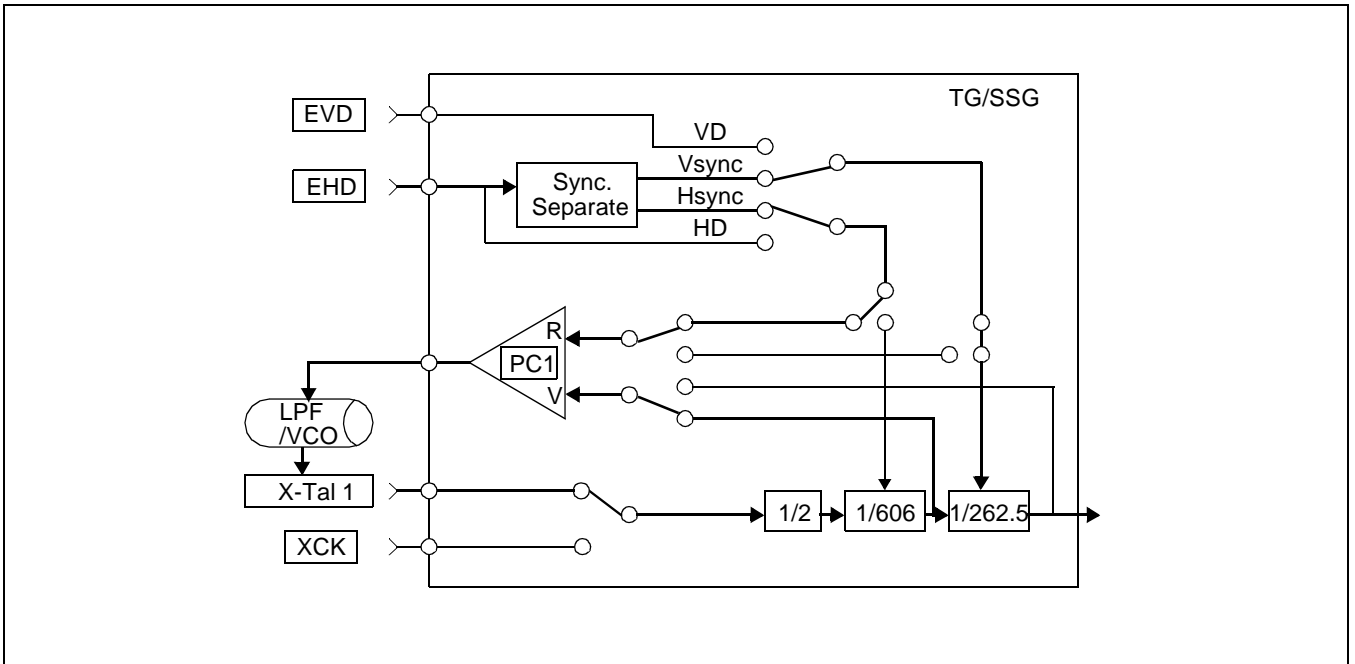 TG/SSG
EVD
VD
Vsync
EHD
Sync.
Separate
Hsync
HD
R
PC1
V
LPF
/VCO
X-Tal 1
1/2
1/606
1/262.5
XCK